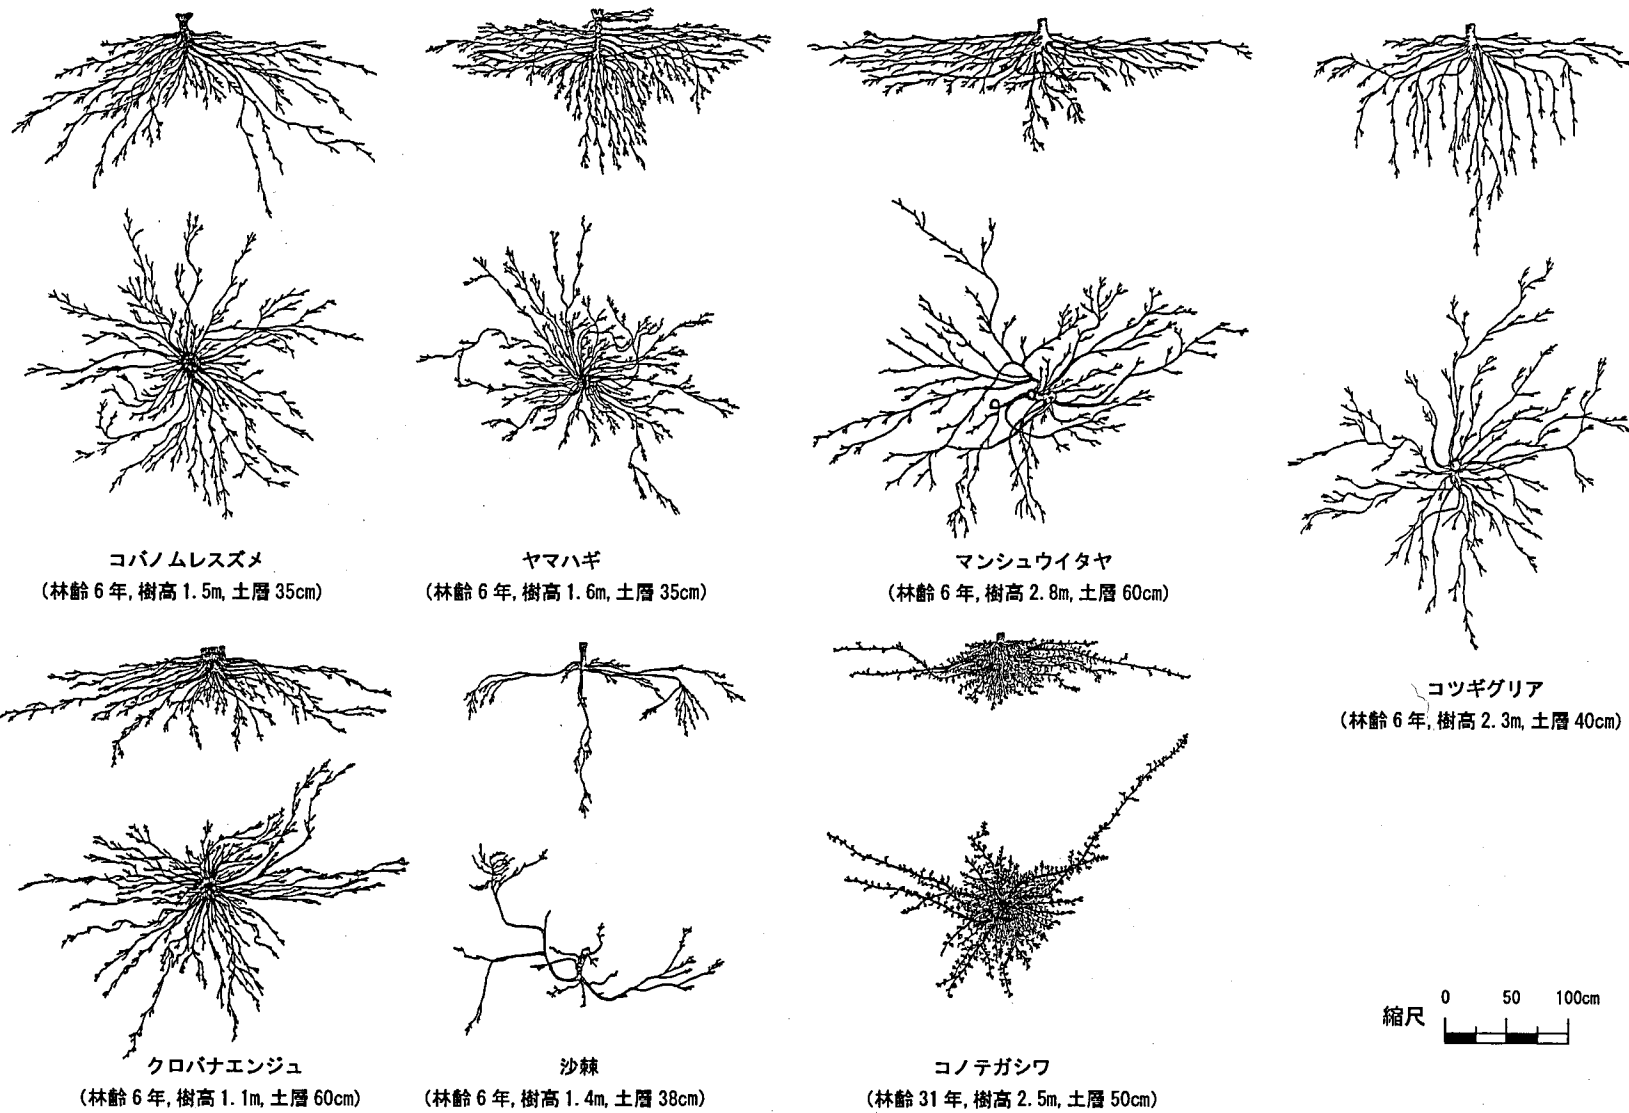 コバノムレスズメ
(林齢 6 年, 樹高 1.5m, 土層 35cm)
ヤマハギ
(林齢 6 年, 樹高 1.6m, 土層 35cm)
マンシュウイタヤ
(林齢 6 年, 樹高 2.8m, 土層 60cm)
コツギグリア
(林齢 6 年, 樹高 2.3m, 土層 40cm)
クロバナエンジュ
(林齢 6 年, 樹高 1.1m, 土層 60cm)
沙棘
(林齢 6 年, 樹高 1.4m, 土層 38cm)
コノテガシワ
(林齢 31 年, 樹高 2.5m, 土層 50cm)
縮尺 0 50 100cm